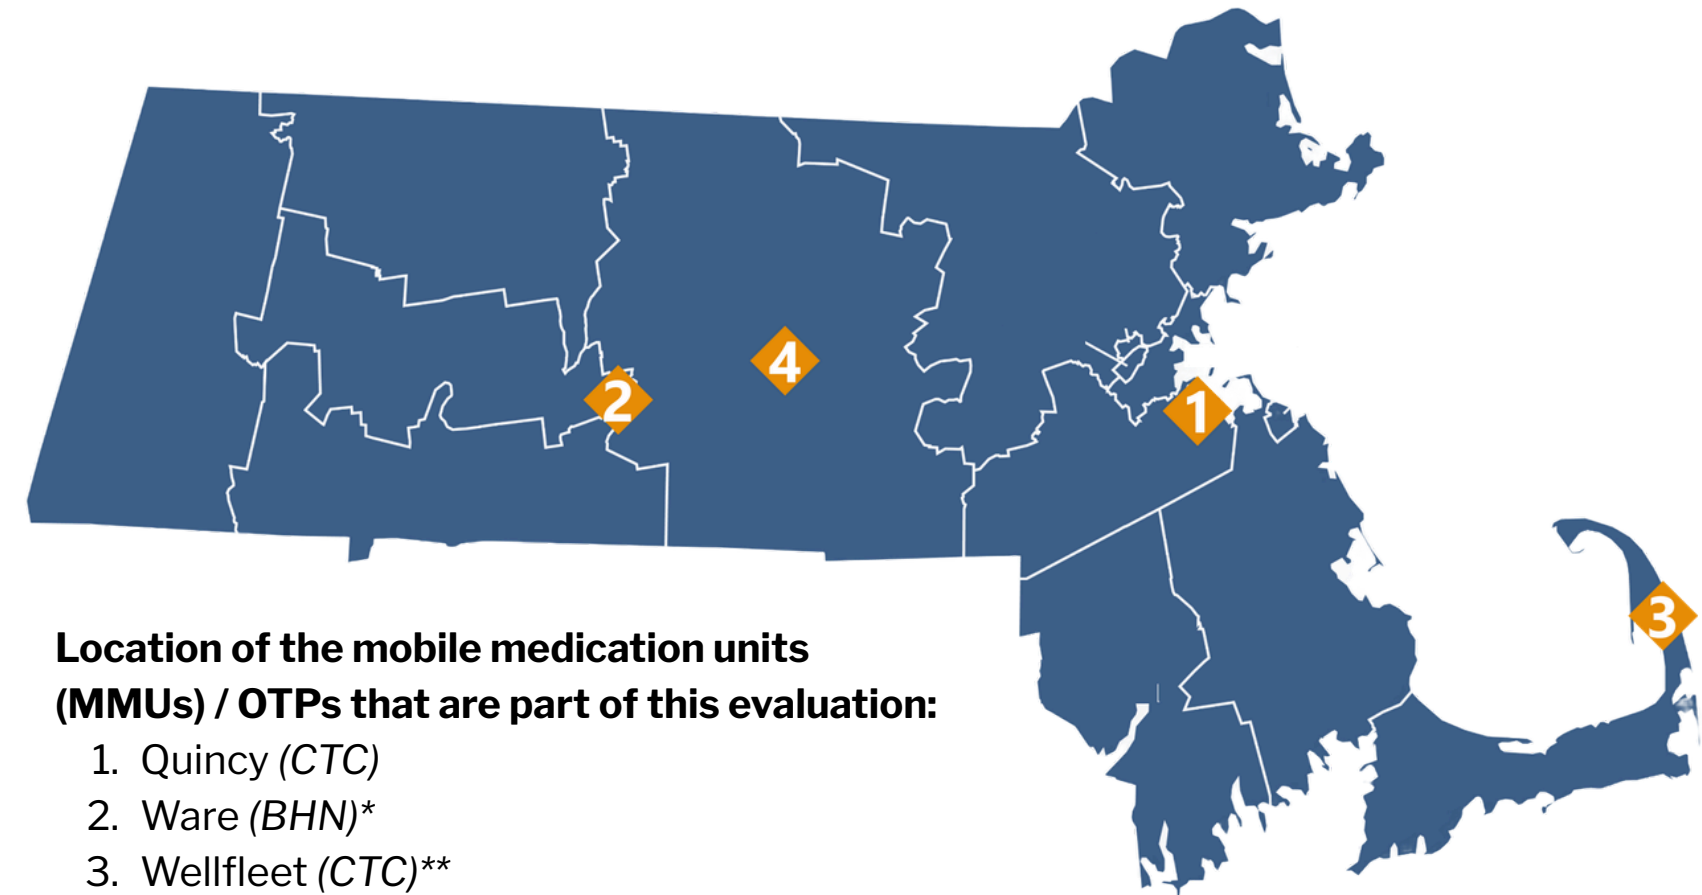 4
2
1
3
Location of the mobile medication units
(MMUs) / OTPs that are part of this evaluation:
1. Quincy (CTC)
2. Ware (BHN)*
3. Wellfleet (CTC)**